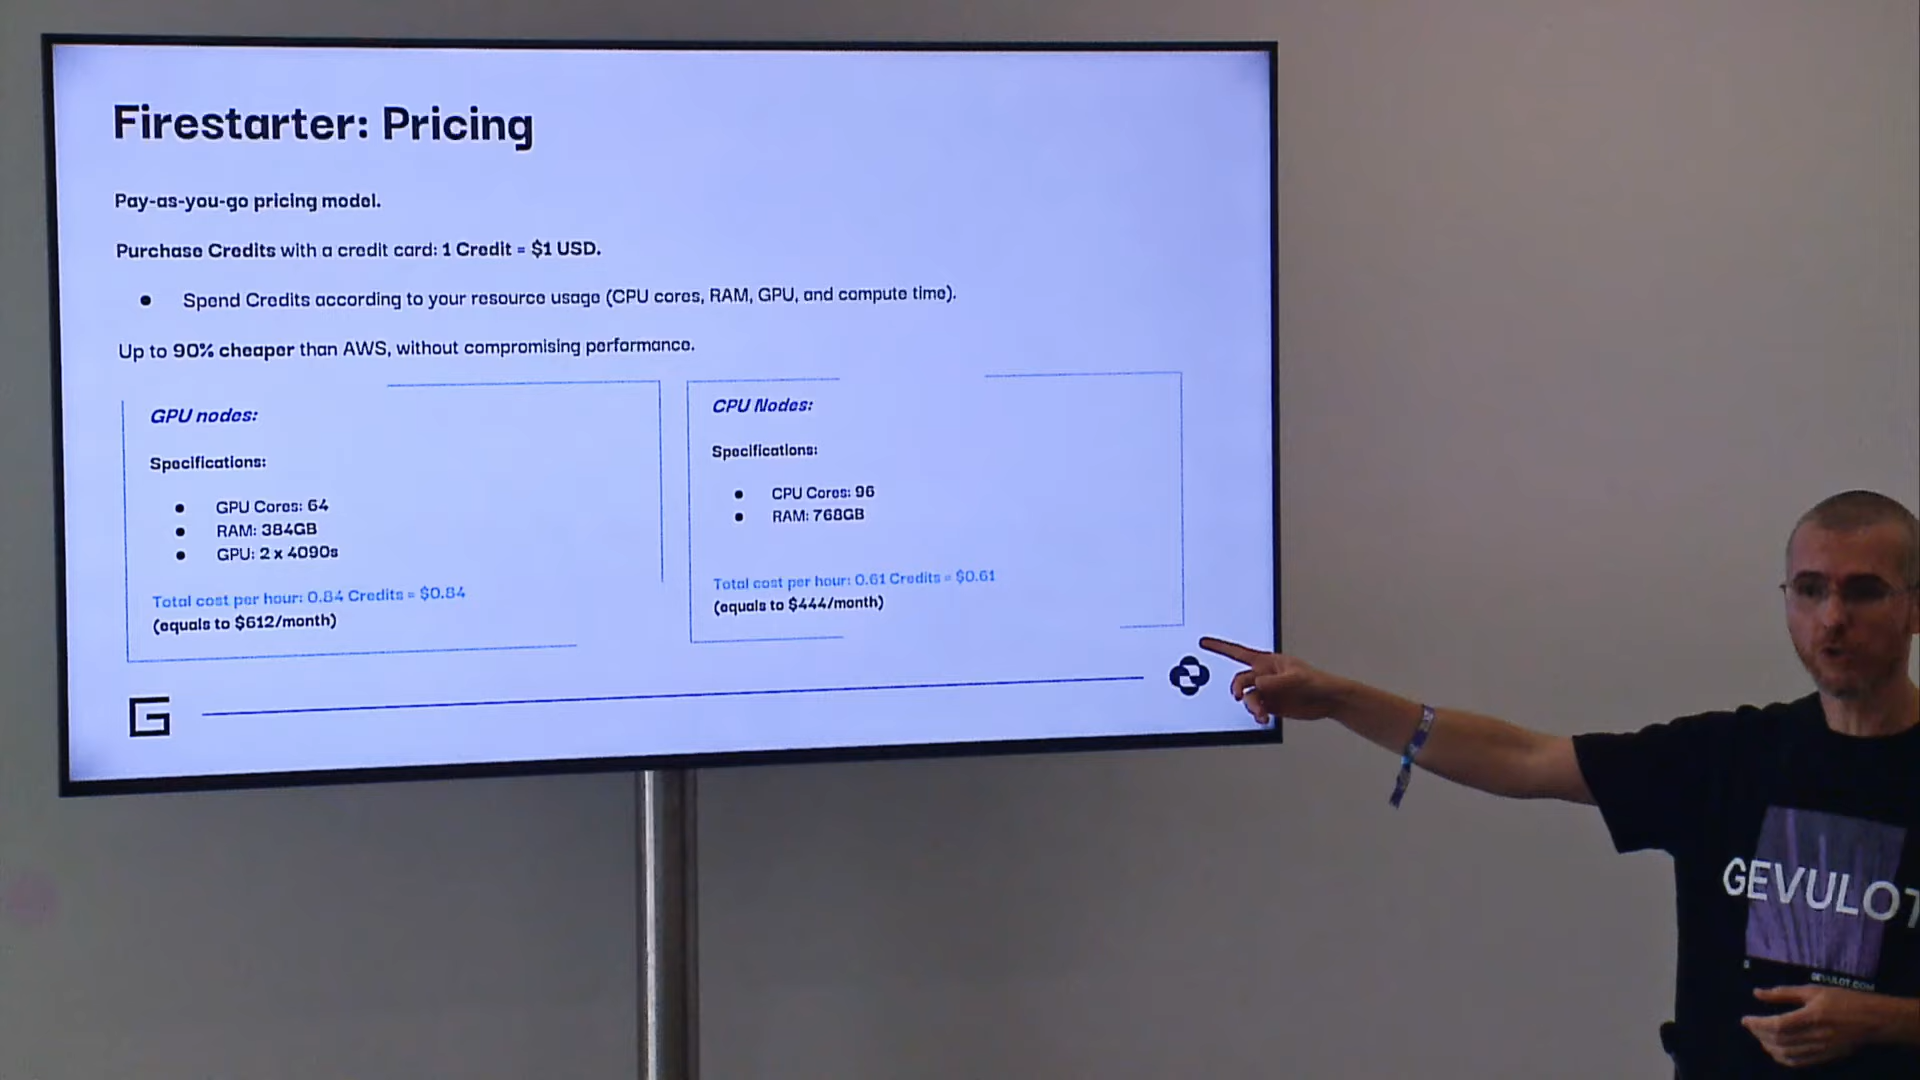 Firestarter: Pricing
Pay-as-you-go pricing model.
Purchase Credits with a credit card: 1 Credit = $1 USD.
● Spend Credits according to your resource usage (CPU cores, RAM, GPU, and compute time).
Up to 90% cheaper than AWS, without compromising performance.
GPU nodes:
Specifications:
● GPU Cores: 64
● RAM: 384GB
● GPU: 2 x 4090s
Total cost per hour: 0.84 Credits = $0.84
(equals to $612/month)
CPU Nodes:
Specifications:
● CPU Cores: 96
● RAM: 768GB
Total cost per hour: 0.61 Credits = $0.61
(equals to $444/month)
G
GEVULOT
GEVULOT.COM